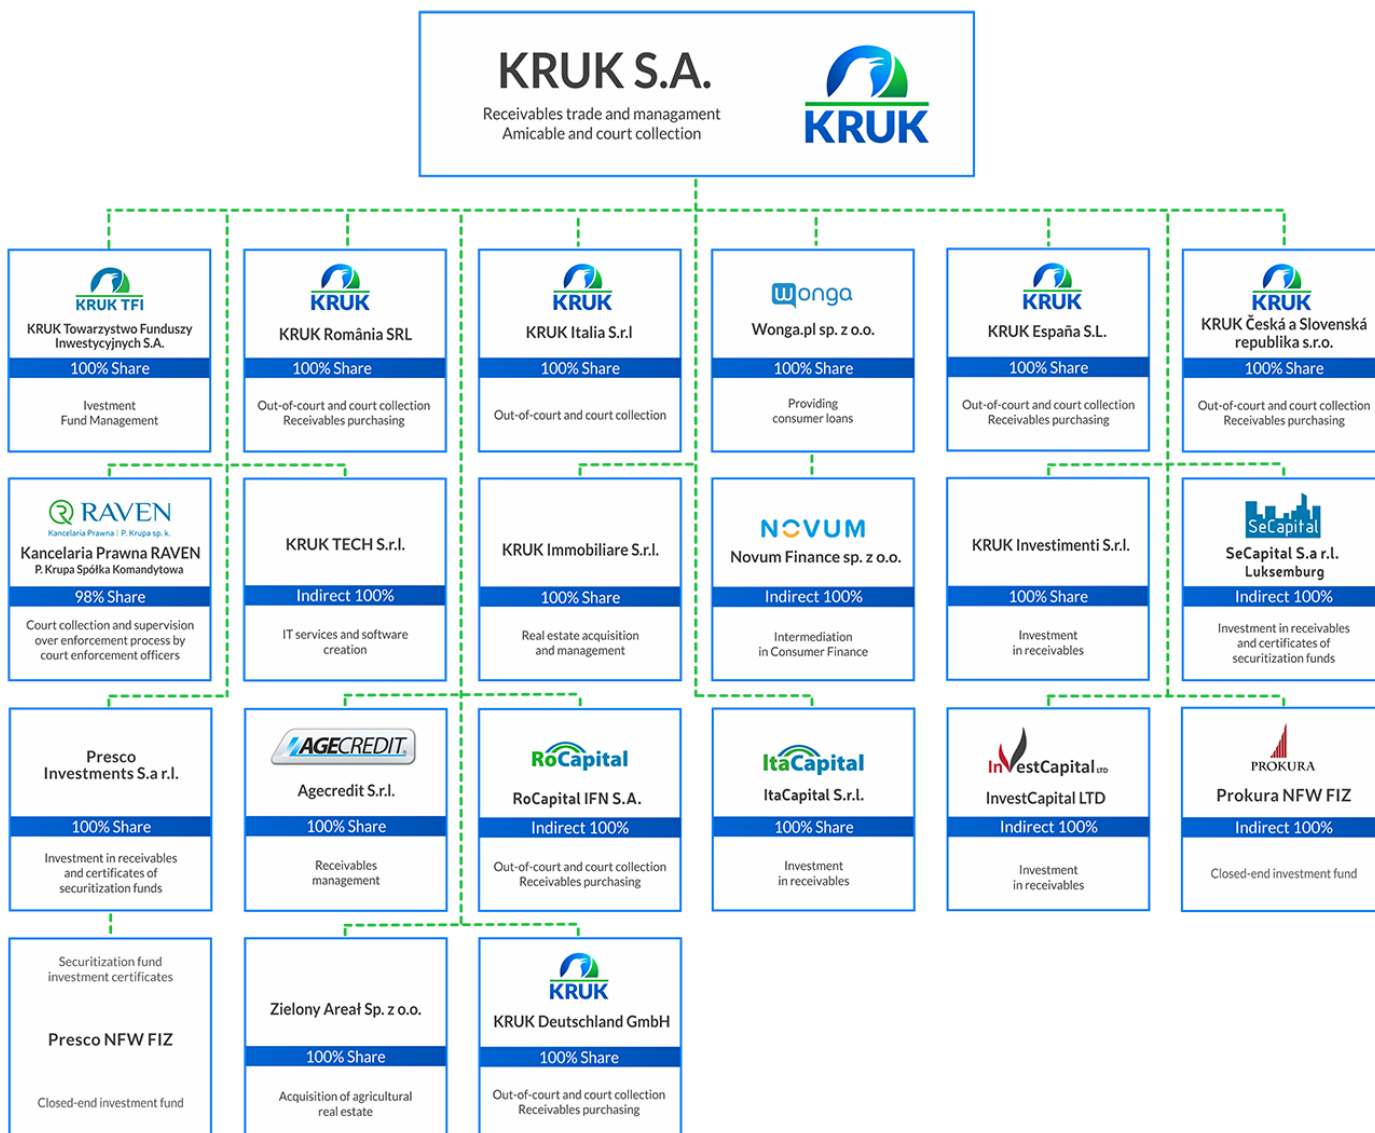 KRUK S.A.
Receivables trade and managament
Amicable and court collection
KRUK
KRUK TFI
KRUK Towarzystwo Funduszy
Inwestycyjnych S.A.
100% Share
Ivestment
Fund Management
KRUK
KRUK România SRL
100% Share
Out-of-court and court collection
Receivables purchasing
KRUK
KRUK Italia S.r.l
100% Share
Out-of-court and court collection
wonga
Wonga.pl sp. z o.o.
100% Share
Providing
consumer loans
KRUK
KRUK España S.L.
100% Share
Out-of-court and court collection
Receivables purchasing
KRUK
KRUK Česká a Slovenská
republika s.r.o.
100% Share
Out-of-court and court collection
Receivables purchasing
RAVEN
Kancelaria Prawna | P. Krupa sp. k.
Kancelaria Prawna RAVEN
P. Krupa Spółka Komandytowa
98% Share
Court collection and supervision
over enforcement process by
court enforcement officers
KRUK TECH S.r.l.
Indirect 100%
IT services and software
creation
KRUK Immobiliare S.r.l.
100% Share
Real estate acquisition
and management
NOVUM
Novum Finance sp. z o.o.
Indirect 100%
Intermediation
in Consumer Finance
KRUK Investimenti S.r.l.
100% Share
Investment
in receivables
SeCapital
SeCapital S.a r.l.
Luksemburg
Indirect 100%
Investment in receivables
and certificates of
securitization funds
Presco
Investments S.a r.l.
100% Share
Investment in receivables
and certificates of
securitization funds
AGECREDIT®
Agecredit S.r.l.
100% Share
Receivables
management
RoCapital
RoCapital IFN S.A.
Indirect 100%
Out-of-court and court collection
Receivables purchasing
ItaCapital
ItaCapital S.r.l.
100% Share
Investment
in receivables
InvestCapital LTD
InvestCapital LTD
Indirect 100%
Investment
in receivables
PROKURA
Prokura NFW FIZ
Indirect 100%
Closed-end investment fund
Securitization fund
investment certificates
Presco NFW FIZ
Closed-end investment fund
Zielony Areał Sp. z o.o.
100% Share
Acquisition of agricultural
real estate
KRUK
KRUK Deutschland GmbH
100% Share
Out-of-court and court collection
Receivables purchasing